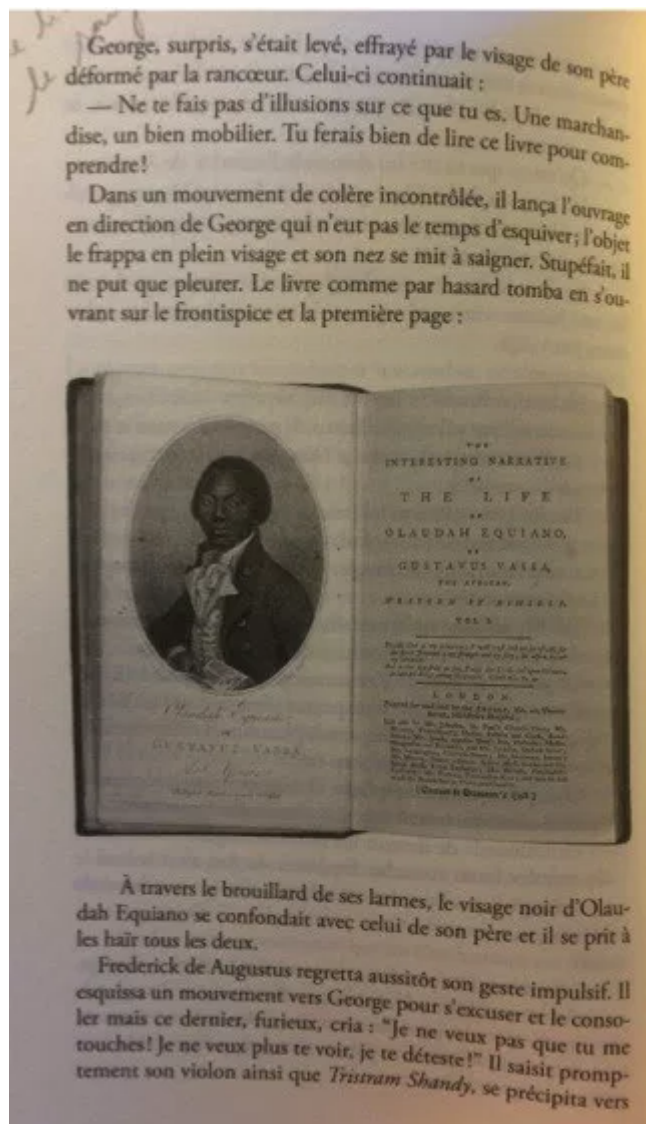 George, surpris, s'était levé, effrayé par le visage de son père
déformé par la rancœur. Celui-ci continuait :
— Ne te fais pas d'illusions sur ce que tu es. Une marchan-
dise, un bien mobilier. Tu ferais bien de lire ce livre pour com-
prendre !
Dans un mouvement de colère incontrôlée, il lança l'ouvrage
en direction de George qui n'eut pas le temps d'esquiver ; l'objet
le frappa en plein visage et son nez se mit à saigner. Stupéfait, il
ne put que pleurer. Le livre comme par hasard tomba en s'ou-
vrant sur le frontispice et la première page :
Olaudah Equiano
or
GUSTAVUS VASSA,
THE
INTERESTING NARRATIVE
OF
THE LIFE
OF
OLAUDAH EQUIANO,
OR
GUSTAVUS VASSA,
THE AFRICAN.
WRITTEN BY HIMSELF.
VOL I.
LONDON:
À travers le brouillard de ses larmes, le visage noir d'Olau-
dah Equiano se confondait avec celui de son père et il se prit à
les haïr tous les deux.
Frederick de Augustus regretta aussitôt son geste impulsif. Il
esquissa un mouvement vers George pour s'excuser et le conso-
ler mais ce dernier, furieux, cria : "Je ne veux pas que tu me
touches ! Je ne veux plus te voir, je te déteste !" Il saisit promp-
tement son violon ainsi que Tristram Shandy, se précipita vers